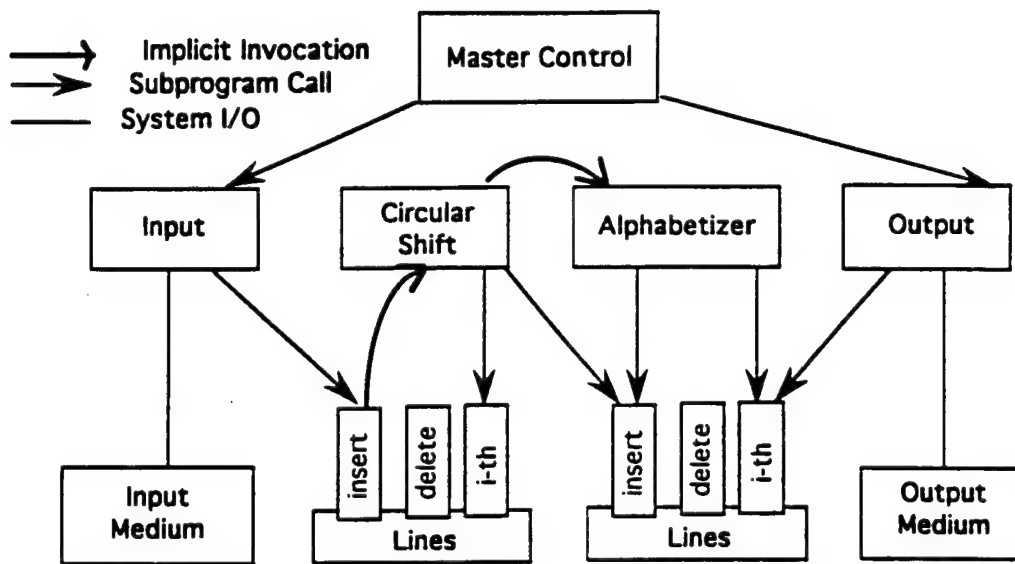 Implicit Invocation
Subprogram Call
System I/O
Master Control
Input
Circular
Shift
Alphabetizer
Output
insert
delete
i-th
insert
delete
i-th
Input
Medium
Lines
Lines
Output
Medium